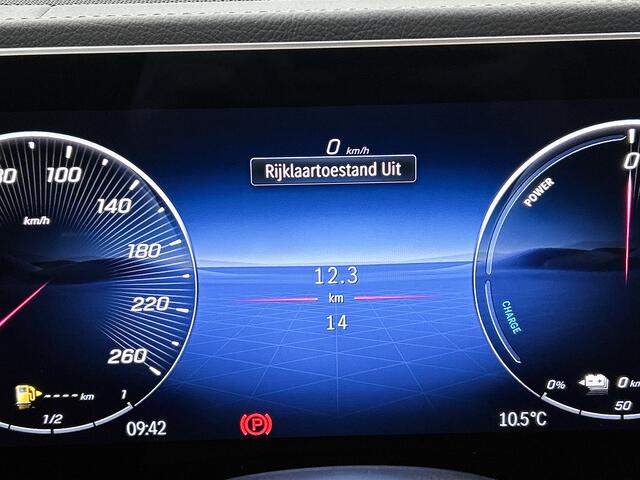 0 km/h
Rijklaartoestand Uit
100
140
180
220
260
km/h
12.3
km
14
POWER
CHARGE
0
0%
0 km
50
---- km
1/2
1
09:42
P
10.5°C